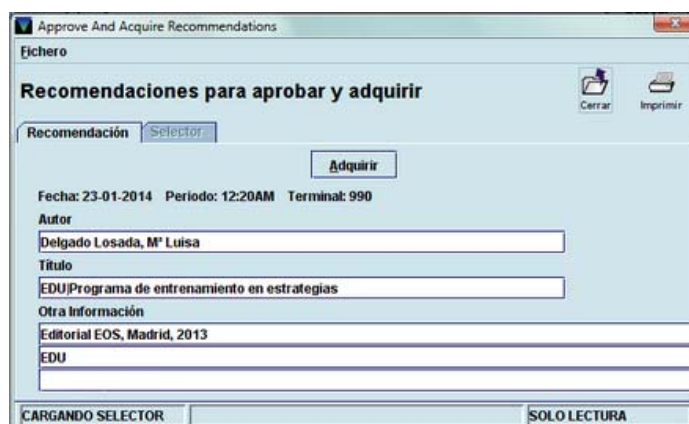 Approve And Acquire Recommendations
Fichero
Recomendaciones para aprobar y adquirir
Cerrar
Imprimir
Recomendación Selector
Adquirir
Fecha: 23-01-2014 Periodo: 12:20AM Terminal: 990
Autor
Delgado Losada, Mª Luisa
Título
EDU|Programa de entrenamiento en estrategias
Otra Información
Editorial EOS, Madrid, 2013
EDU
CARGANDO SELECTOR SOLO LECTURA